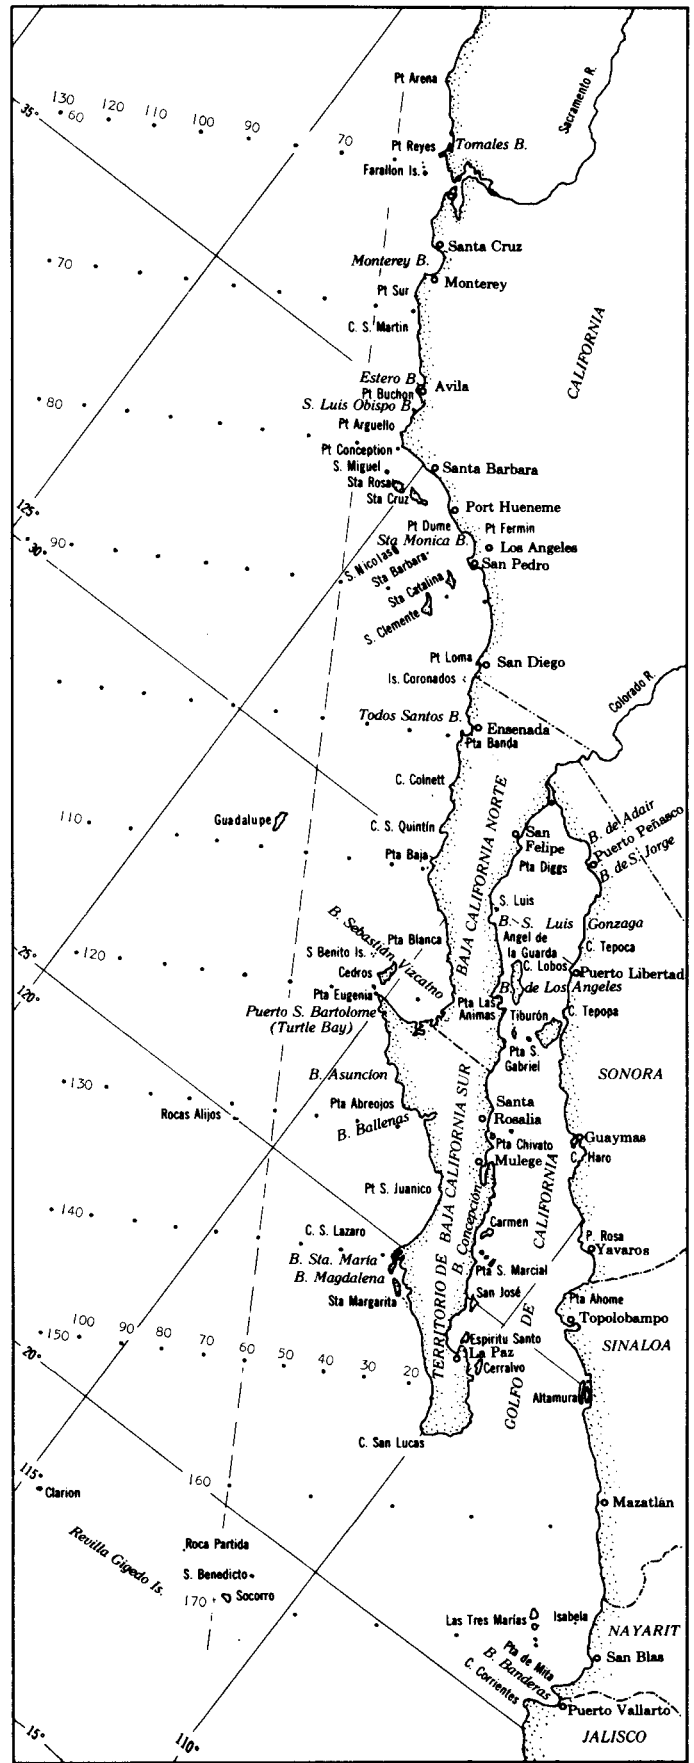 Pt Arena
Sacramento R.
130 120 110 100 90
60 70
35°
Pt Reyes
Tomales B.
Farallon Is.
Santa Cruz
Monterey B.
70
Monterey
Pt Sur
C. S. Martin
CALIFORNIA
Estero B.
Avila
Pt Buchon
80
S. Luis Obispo B.
Pt Arguello
Pt Conception
S. Miguel
Santa Barbara
Sta Rosa
Sta Cruz
125°
Port Hueneme
Pt Dume
Pt Fermin
30°
90
Sta Monica B.
Los Angeles
S. Nicolas
Sta Barbara
San Pedro
Sta Catalina
S. Clemente
Pt Loma
San Diego
Is. Coronados
Colorado R.
Todos Santos B.
Ensenada
Pta Banda
C. Colnett
BAJA CALIFORNIA NORTE
110
Guadalupe
C. S. Quintín
San
Felipe
B. de Adair
Puerto Peñasco
B. de S. Jorge
Pta Baja
Pta Diggs
S. Luis
B. S. Luis Gonzaga
B. Sebastián Vizcaíno
Pta Blanca
Angel de
la Guarda
C. Tepoca
25°
120
S Benito Is.
C. Lobos
Puerto Libertad
Cedros
B. de Los Angeles
120°
Pta Eugenia
Pta Las
Animas
Tiburón
C. Tepopa
Puerto S. Bartolome
(Turtle Bay)
Pta S.
Gabriel
B. Asuncion
SONORA
130
Rocas Alijos
Pta Abreojos
Santa
Rosalia
B. Ballenas
Pta Chivato
Guaymas
Mulege
C. Haro
TERRITORIO DE BAJA CALIFORNIA SUR
B. Concepción
Pt S. Juanico
140
C. S. Lazaro
Carmen
P. Rosa
Yavaros
B. Sta. María
Pta S. Marcial
B. Magdalena
Sta Margarita
San José
Pta Ahome
Topolobampo
GOLFO DE CALIFORNIA
150 100 90 80 70 60 50 40 30 20
20°
Espiritu Santo
La Paz
Cerralvo
SINALOA
Altamura
C. San Lucas
115°
Clarion
160
Mazatlán
Revilla Gigedo Is.
Roca Partida
S. Benedicto
170
Socorro
Las Tres Marías
Isabela
NAYARIT
Pta de Mita
San Blas
B. Banderas
C. Corrientes
Puerto Vallarto
15°
110°
JALISCO